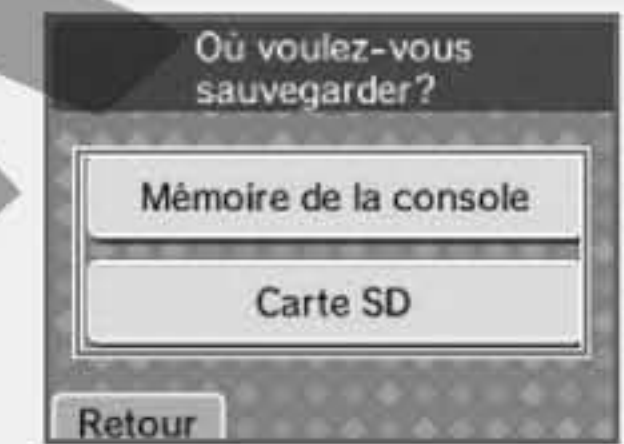 Où voulez-vous
sauvegarder?
Mémoire de la console
Carte SD
Retour